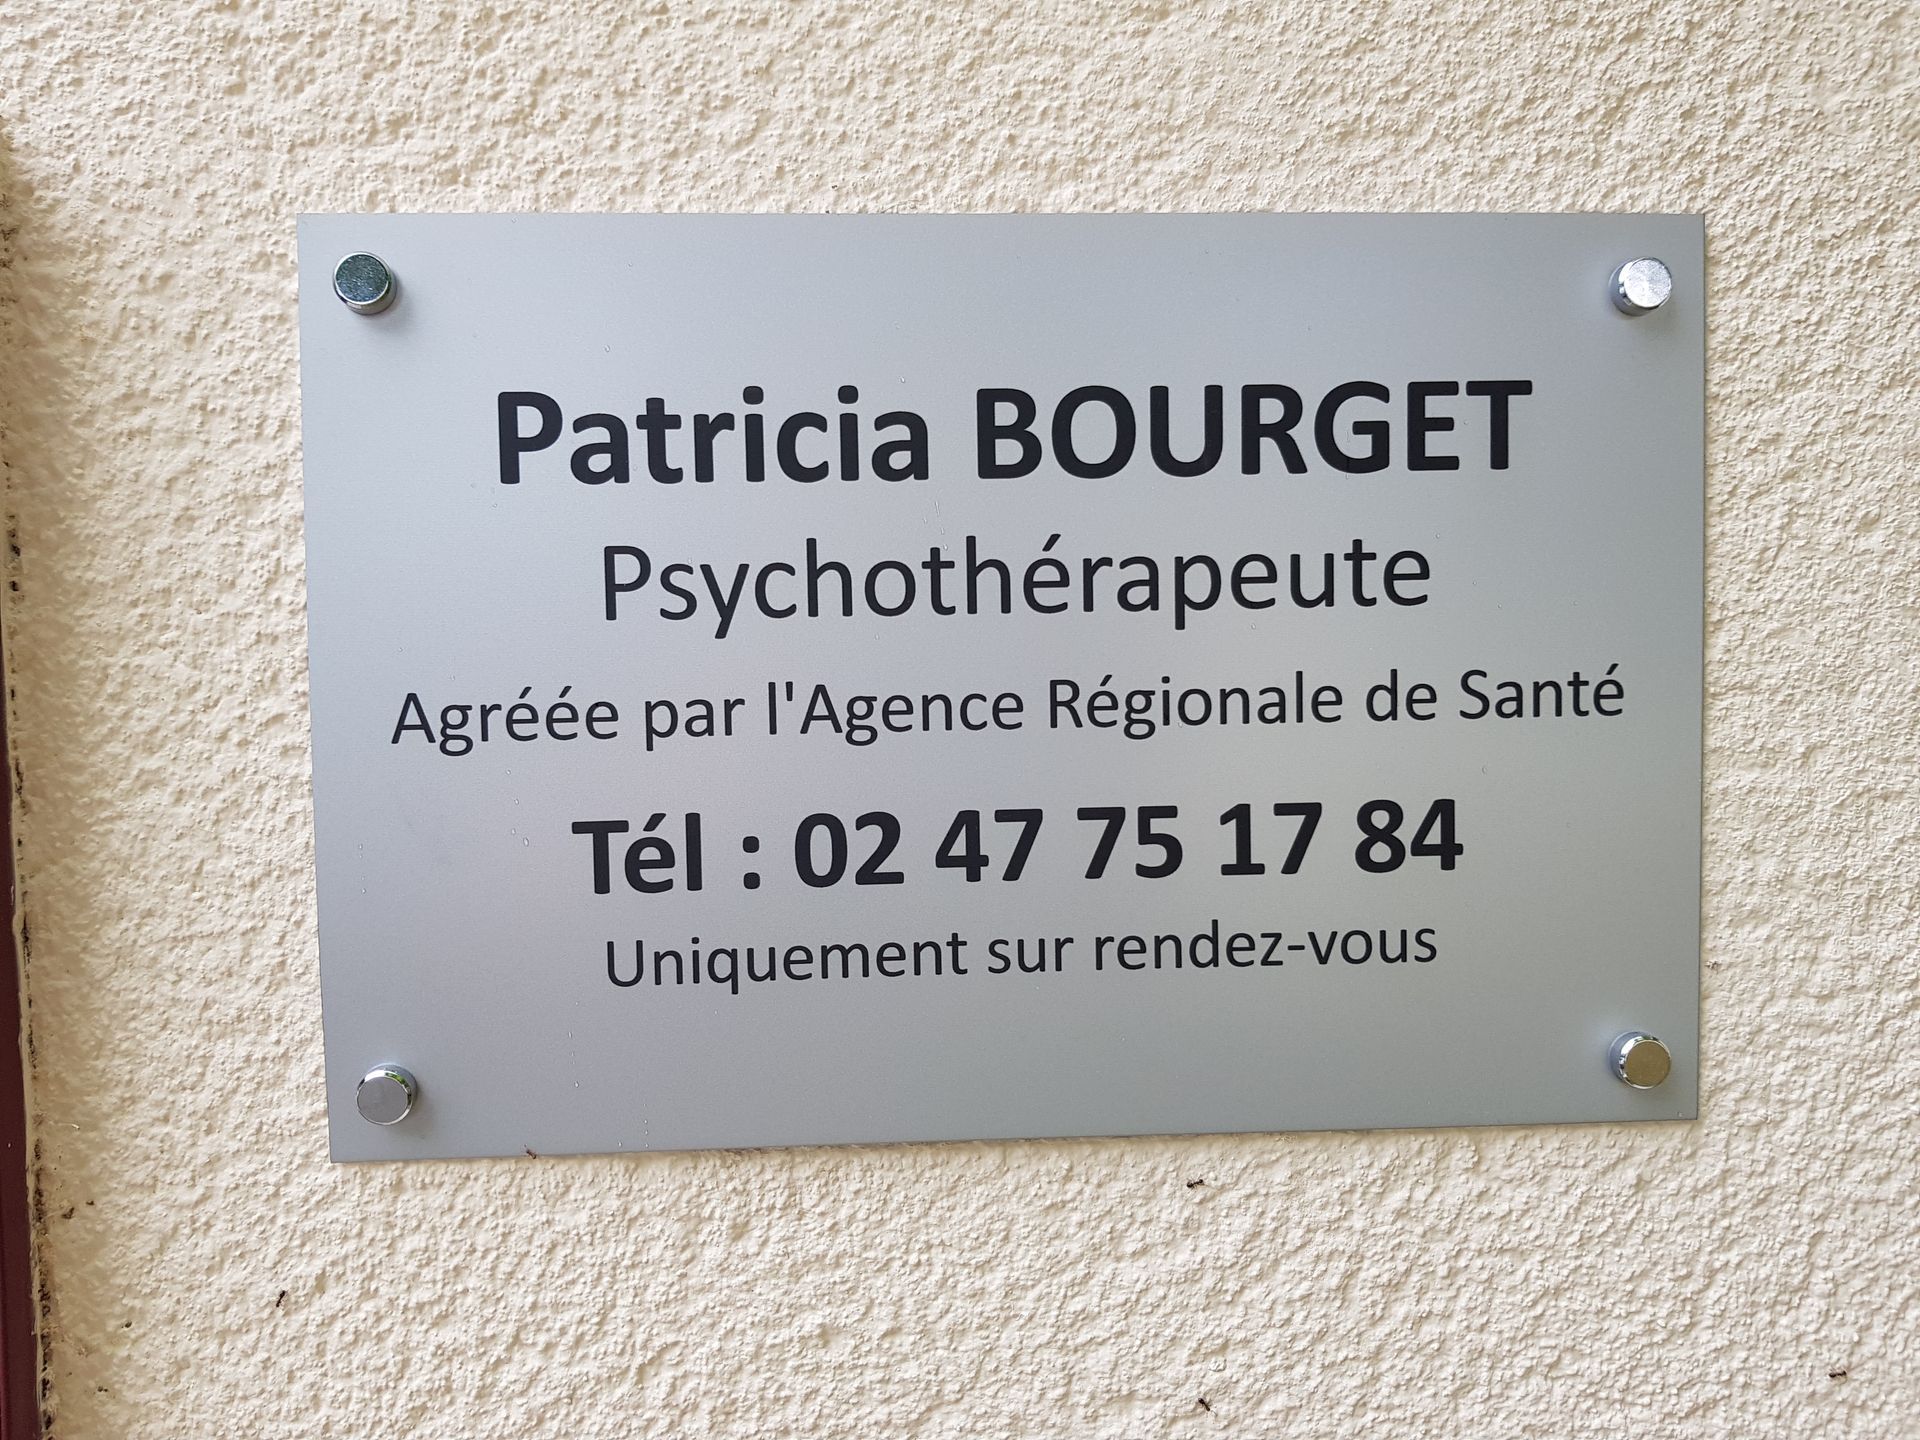 Patricia BOURGET
Psychothérapeute
Agréée par l'Agence Régionale de Santé
Tél : 02 47 75 17 84
Uniquement sur rendez-vous